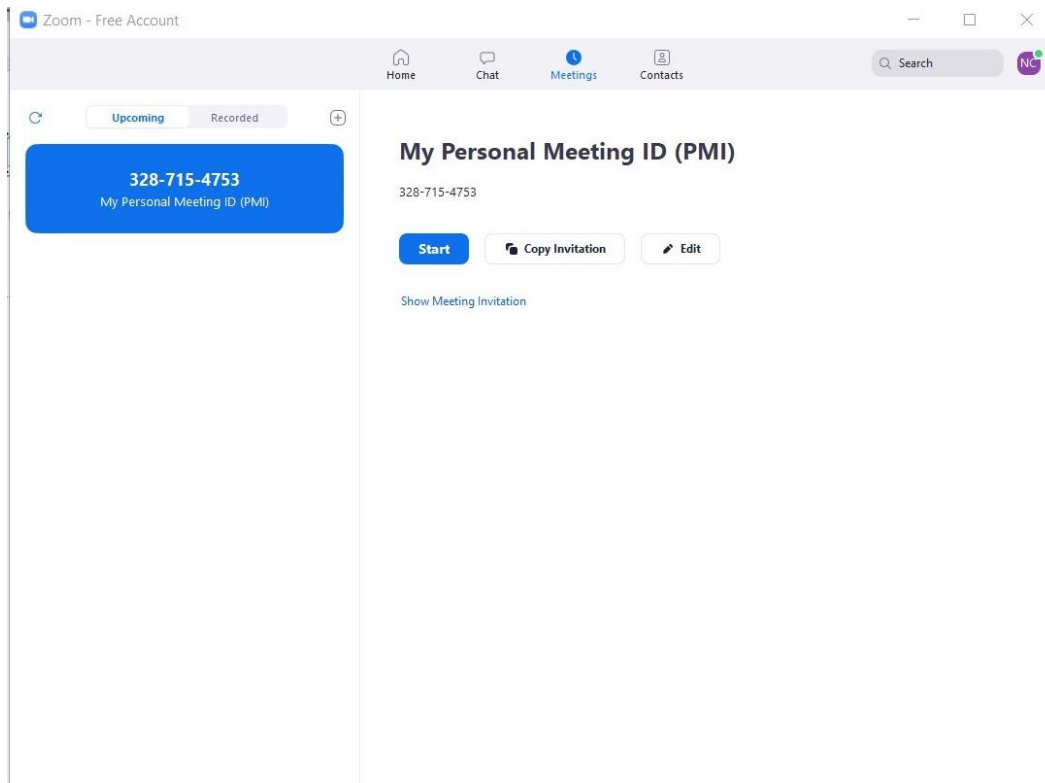 Zoom - Free Account
Home Chat Meetings Contacts Search NC
Upcoming Recorded
328-715-4753
My Personal Meeting ID (PMI)
My Personal Meeting ID (PMI)
328-715-4753
Start Copy Invitation Edit
Show Meeting Invitation